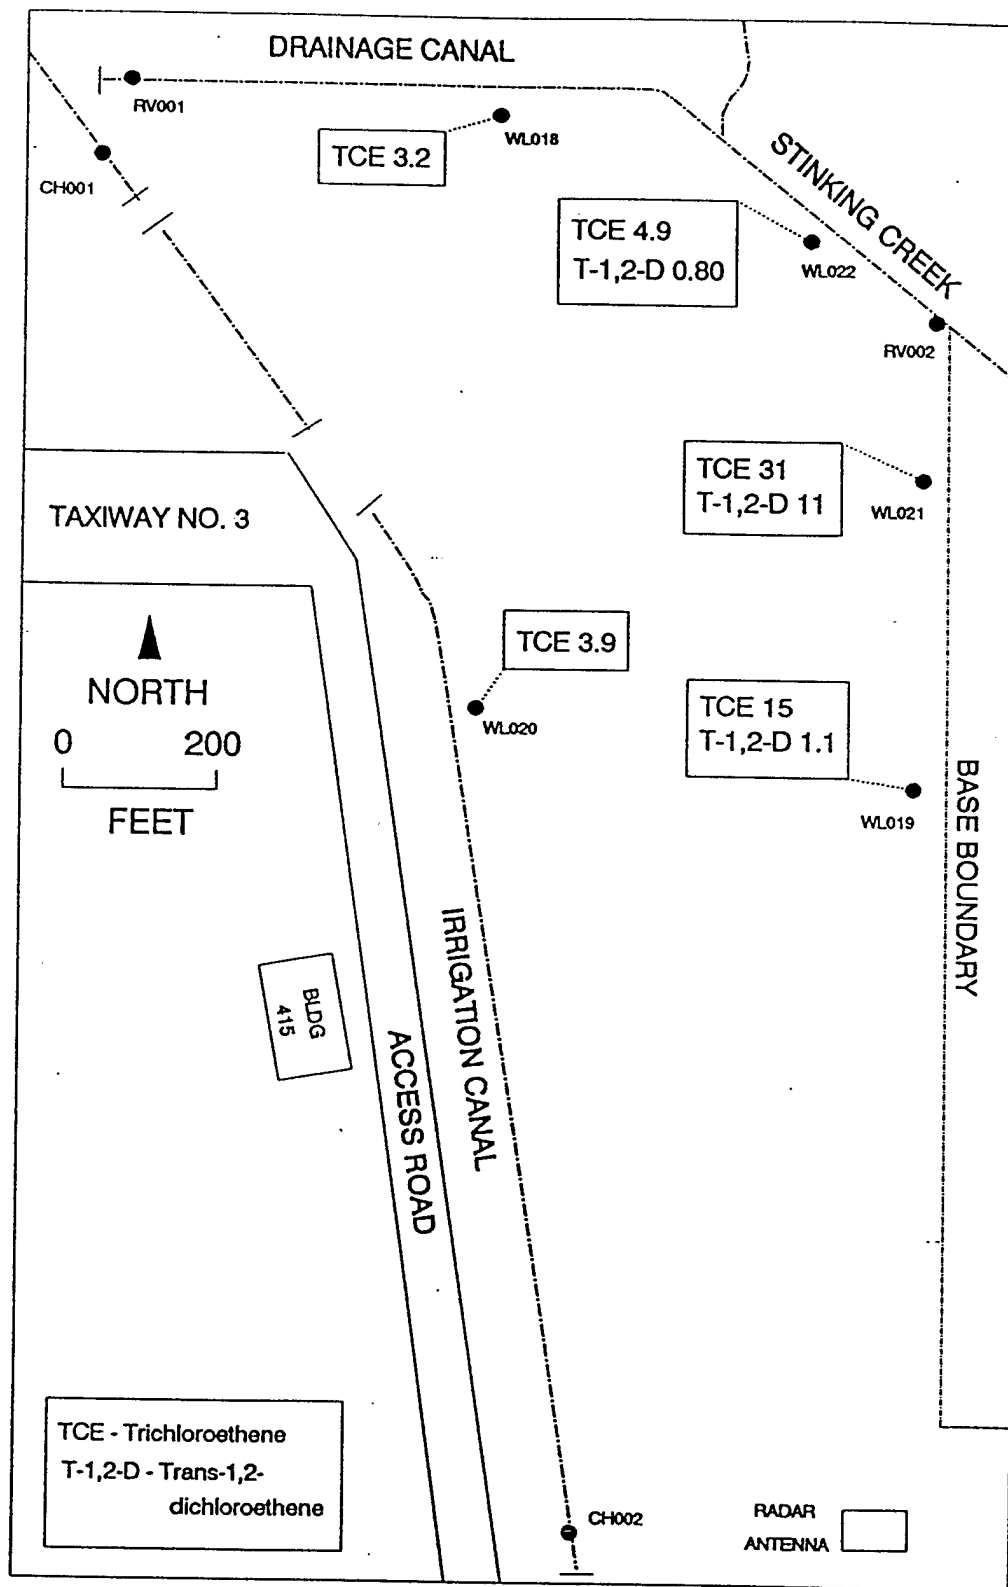 DRAINAGE CANAL
RV001
WL018
TCE 3.2
CH001
STINKING CREEK
TCE 4.9
T-1,2-D 0.80
WL022
RV002
TCE 31
T-1,2-D 11
WL021
TAXIWAY NO. 3
NORTH
0 200
FEET
TCE 3.9
WL020
TCE 15
T-1,2-D 1.1
WL019
BASE BOUNDARY
IRRIGATION CANAL
BLDG
415
ACCESS ROAD
TCE - Trichloroethene
T-1,2-D - Trans-1,2-
dichloroethene
CH002
RADAR
ANTENNA